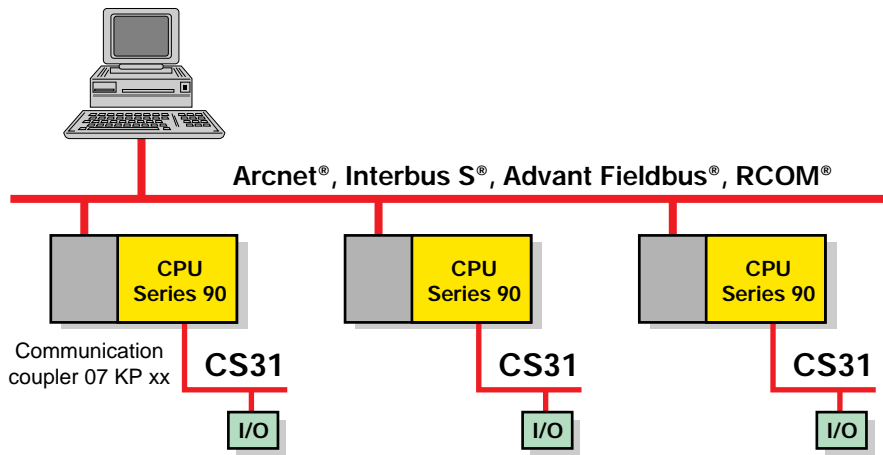 Arcnet®, Interbus S®, Advant Fieldbus®, RCOM®
CPU
Series 90
CPU
Series 90
CPU
Series 90
Communication
coupler 07 KP xx
CS31
CS31
CS31
I/O
I/O
I/O